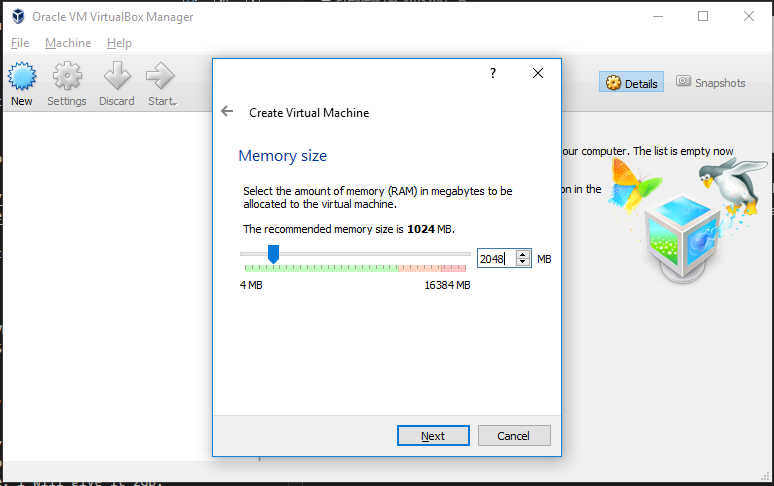 Oracle VM VirtualBox Manager
File Machine Help
New Settings Discard Start
Details Snapshots
?
Create Virtual Machine
Memory size
Select the amount of memory (RAM) in megabytes to be
allocated to the virtual machine.
The recommended memory size is 1024 MB.
2048 MB
4 MB 16384 MB
Next Cancel
our computer. The list is empty now
on in the
I will give it 2GB.